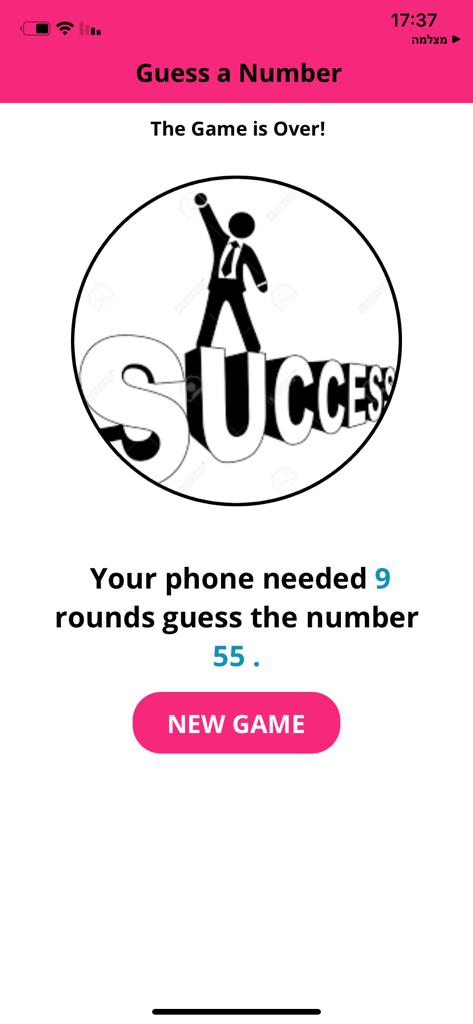 17:37
מצלמה
Guess a Number
The Game is Over!
SUCCESS
Your phone needed 9
rounds guess the number
55 .
NEW GAME